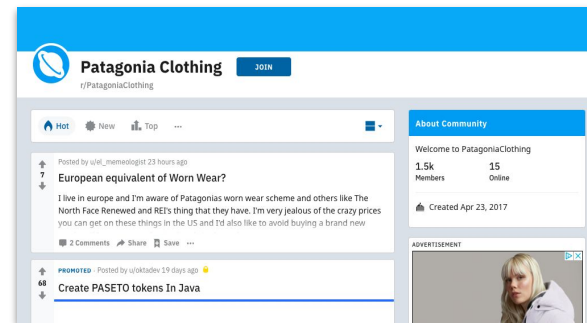 Patagonia Clothing
JOIN
r/PatagoniaClothing
Hot New Top ...
Posted by u/el_memeologist 23 hours ago
7
European equivalent of Worn Wear?
I live in europe and I'm aware of Patagonias worn wear scheme and others like The
North Face Renewed and REI's thing that they have. I'm very jealous of the crazy prices
you can get on these things in the US and I'd also like to avoid buying a brand new
2 Comments Share Save ...
PROMOTED · Posted by u/oktadev 19 days ago
68
Create PASETO tokens In Java
About Community
Welcome to PatagoniaClothing
1.5k 15
Members Online
Created Apr 23, 2017
ADVERTISEMENT